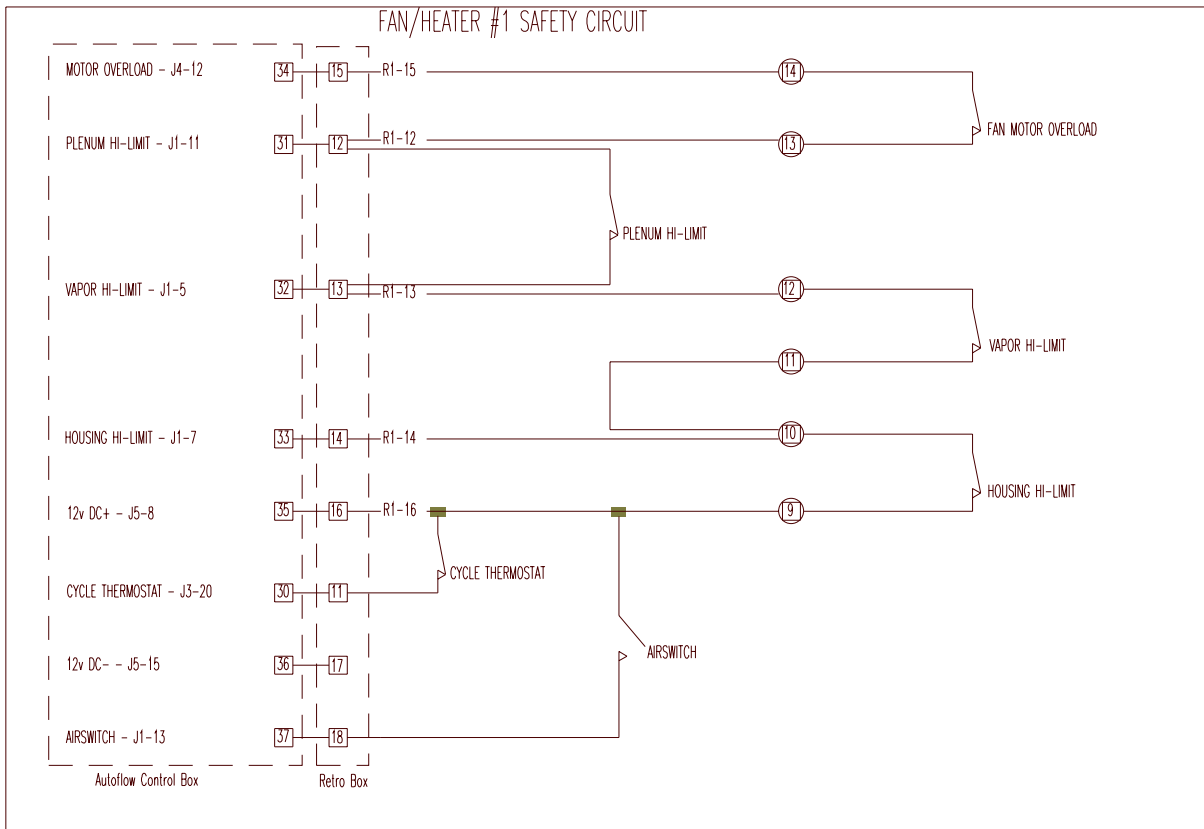 FAN/HEATER #1 SAFETY CIRCUIT
MOTOR OVERLOAD - J4-12 34 15 R1-15 14
FAN MOTOR OVERLOAD
PLENUM HI-LIMIT - J1-11 31 12 R1-12 13
PLENUM HI-LIMIT
VAPOR HI-LIMIT - J1-5 32 13 R1-13 12
VAPOR HI-LIMIT
11
HOUSING HI-LIMIT - J1-7 33 14 R1-14 10
HOUSING HI-LIMIT
12v DC+ - J5-8 35 16 R1-16 9
CYCLE THERMOSTAT
CYCLE THERMOSTAT - J3-20 30 11
AIRSWITCH
12v DC- - J5-15 36 17
AIRSWITCH - J1-13 37 18
Autoflow Control Box Retro Box